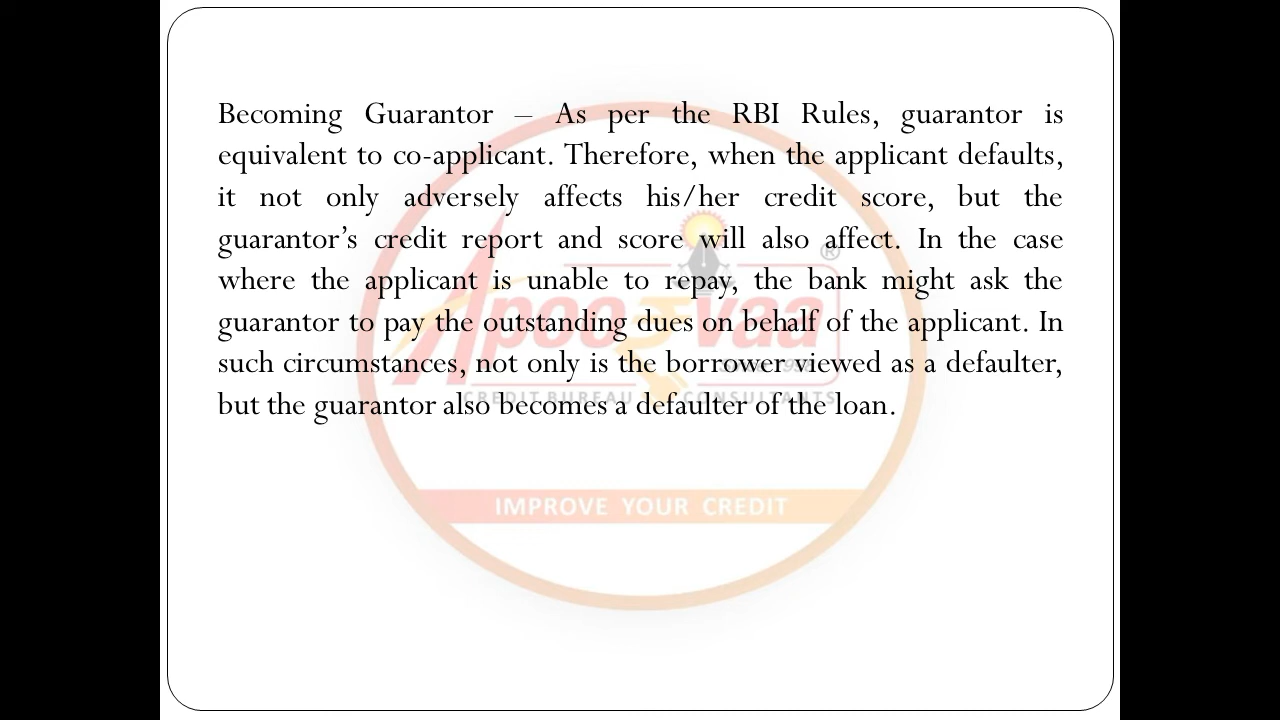 Becoming Guarantor – As per the RBI Rules, guarantor is
equivalent to co-applicant. Therefore, when the applicant defaults,
it not only adversely affects his/her credit score, but the
guarantor’s credit report and score will also affect. In the case
where the applicant is unable to repay, the bank might ask the
guarantor to pay the outstanding dues on behalf of the applicant. In
such circumstances, not only is the borrower viewed as a defaulter,
but the guarantor also becomes a defaulter of the loan.
®
CREDIT BUREAU CONSULTANTS
IMPROVE YOUR CREDIT